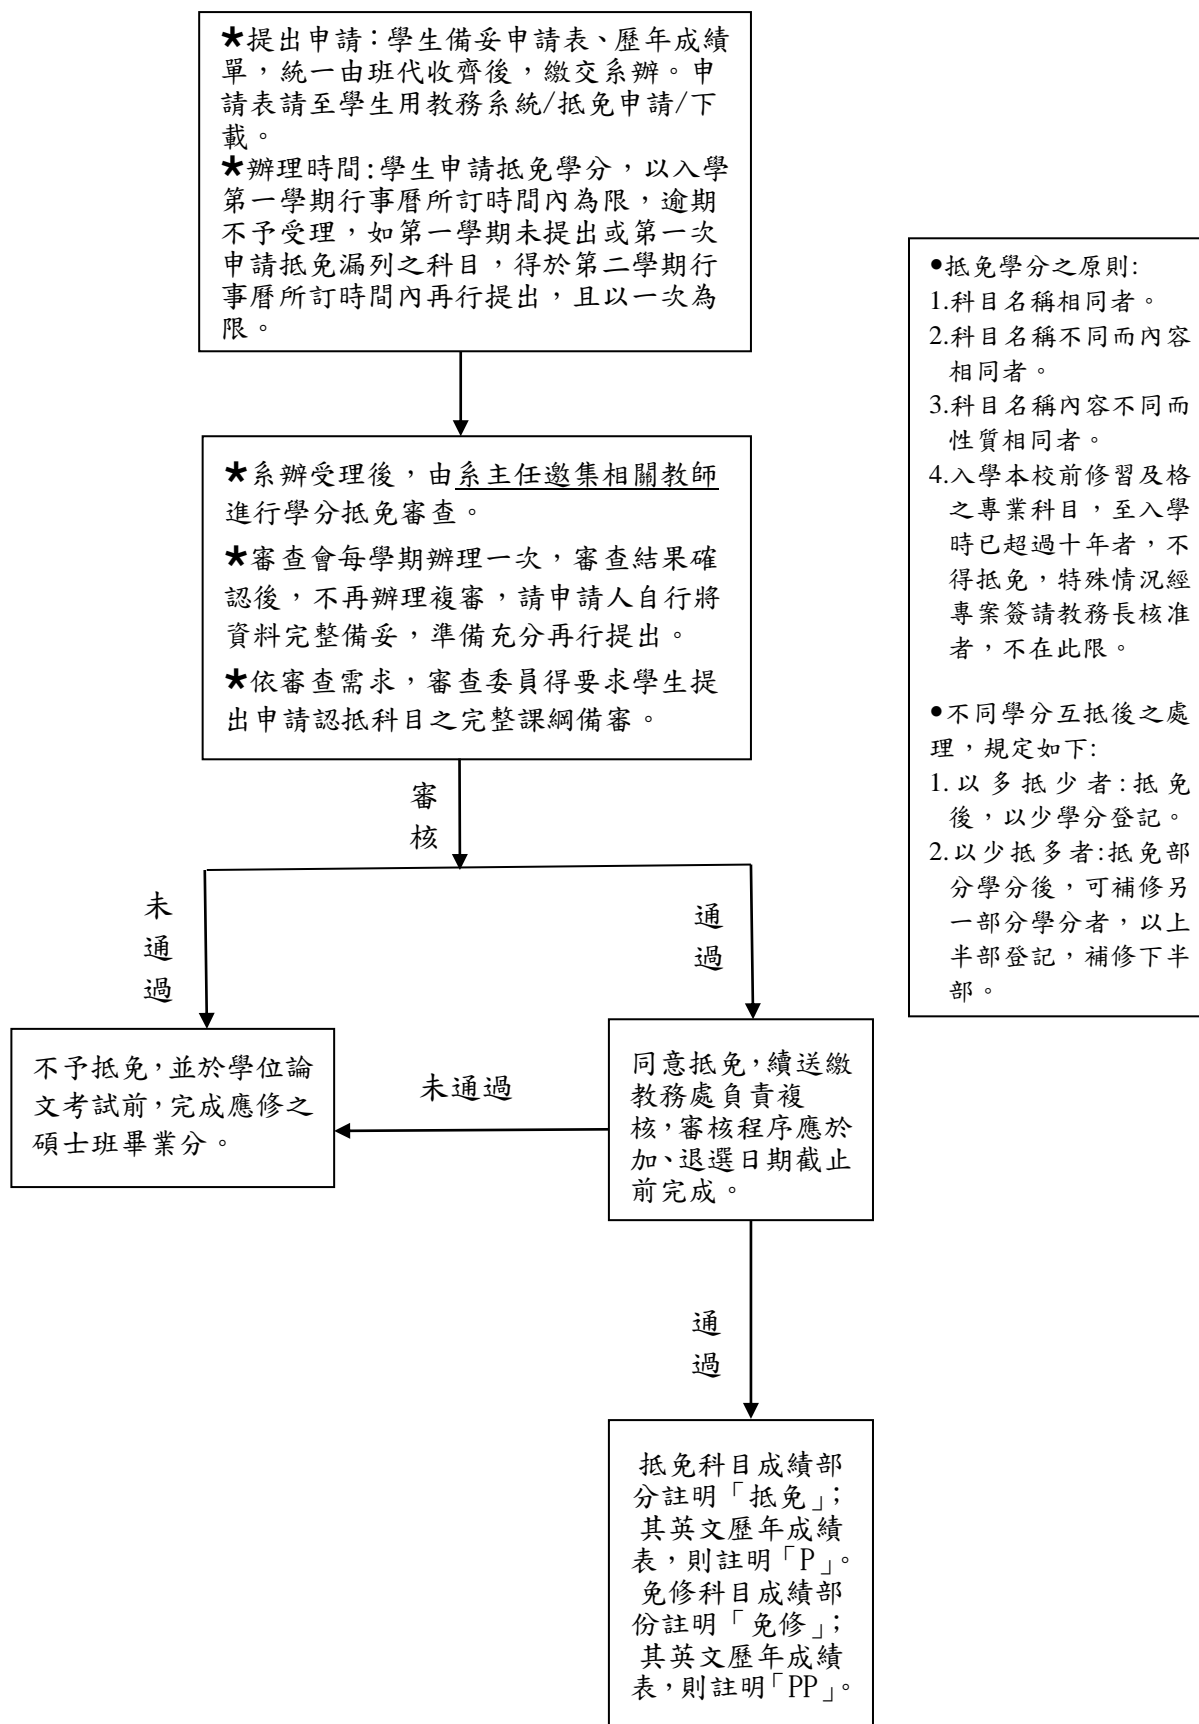 ★提出申請：學生備妥申請表、歷年成績
單，統一由班代收齊後，繳交系辦。申
請表請至學生用教務系統/抵免申請/下
載。
★辦理時間:學生申請抵免學分，以入學
第一學期行事曆所訂時間內為限，逾期
不予受理，如第一學期未提出或第一次
申請抵免漏列之科目，得於第二學期行
事曆所訂時間內再行提出，且以一次為
限。
★系辦受理後，由系主任邀集相關教師
進行學分抵免審查。
★審查會每學期辦理一次，審查結果確
認後，不再辦理複審，請申請人自行將
資料完整備妥，準備充分再行提出。
★依審查需求，審查委員得要求學生提
出申請認抵科目之完整課綱備審。
審
核
未
通
過
通
過
不予抵免，並於學位論
文考試前，完成應修之
碩士班畢業分。
未通過
同意抵免，續送繳
教務處負責複
核，審核程序應於
加、退選日期截止
前完成。
通
過
抵免科目成績部
分註明「抵免」；
其英文歷年成績
表，則註明「P」。
免修科目成績部
份註明「免修」；
其英文歷年成績
表，則註明「PP」。
●抵免學分之原則:
1.科目名稱相同者。
2.科目名稱不同而內容
相同者。
3.科目名稱內容不同而
性質相同者。
4.入學本校前修習及格
之專業科目，至入學
時已超過十年者，不
得抵免，特殊情況經
專案簽請教務長核准
者，不在此限。
●不同學分互抵後之處
理，規定如下:
1.以多抵少者:抵免
後，以少學分登記。
2.以少抵多者:抵免部
分學分後，可補修另
一部分學分者，以上
半部登記，補修下半
部。